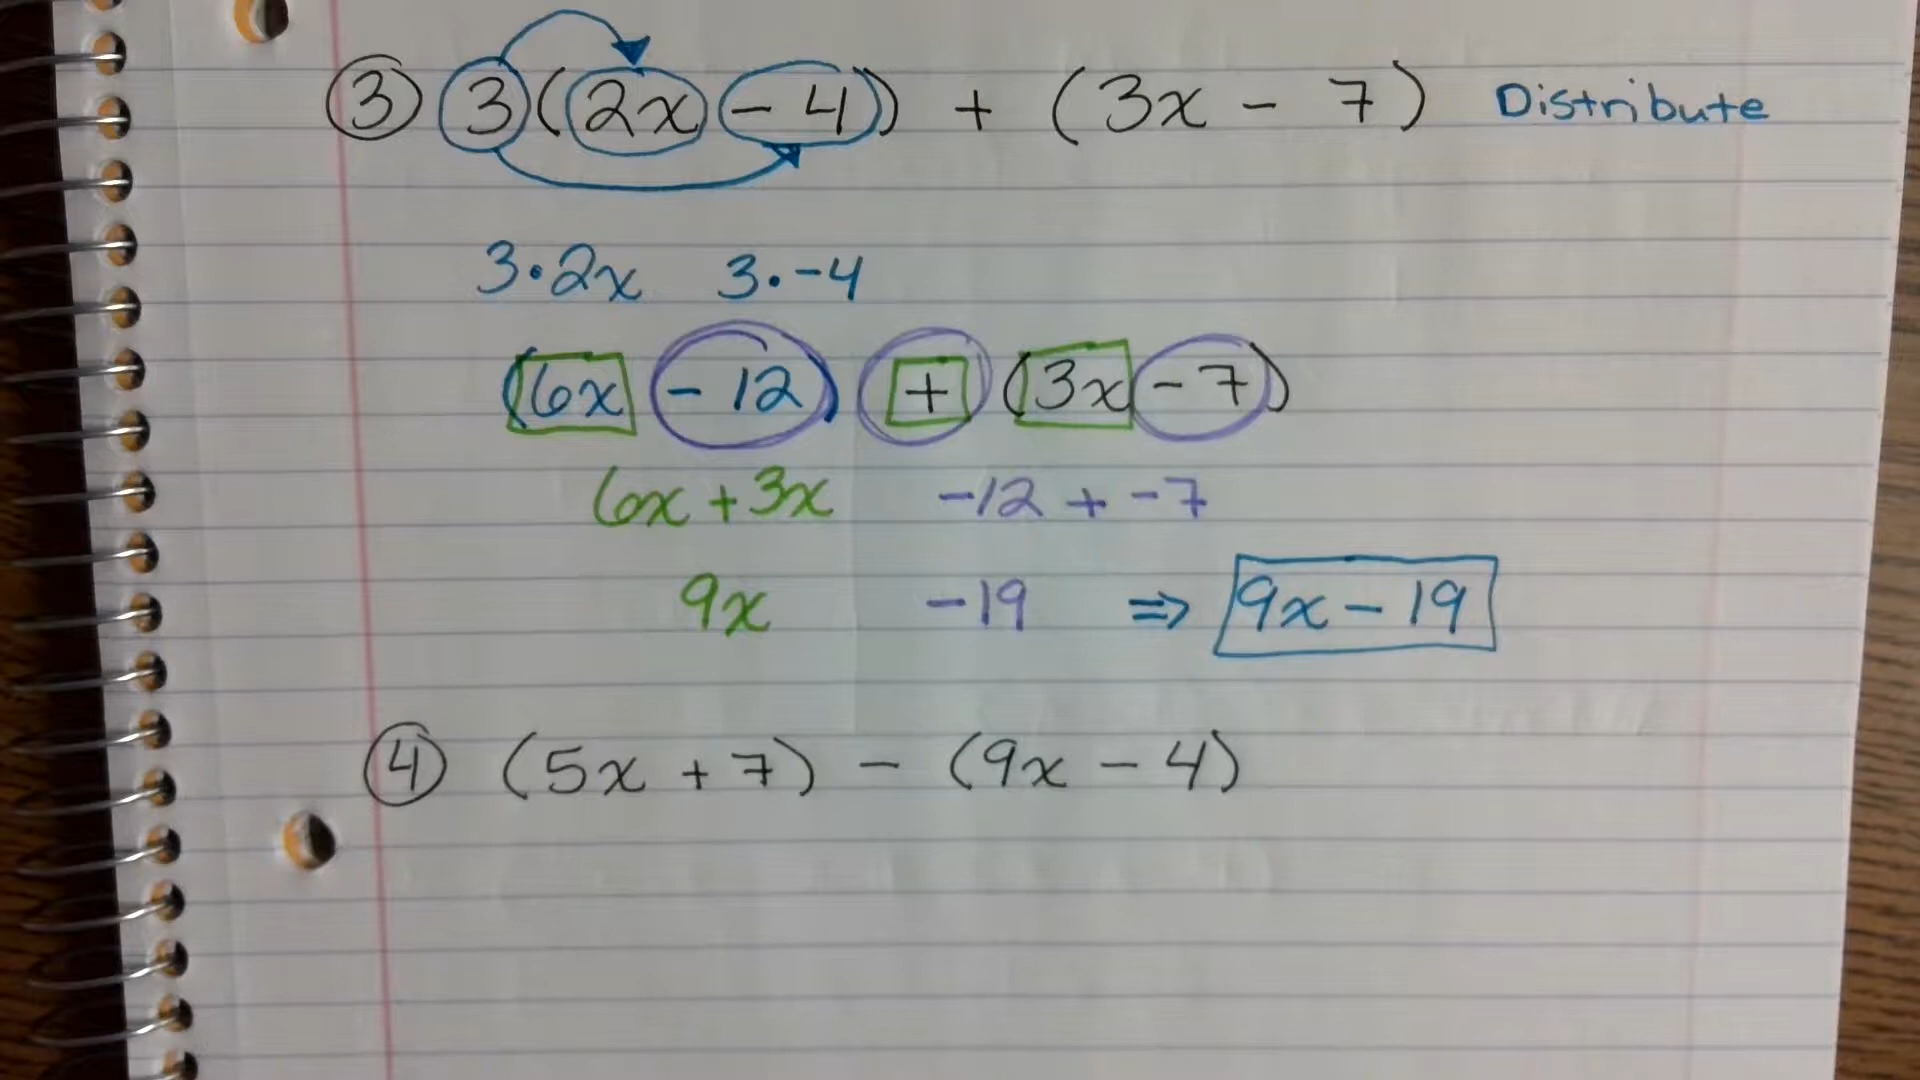 ③ 3(2x - 4) + (3x - 7) Distribute
3·2x 3·-4
(6x - 12) + (3x - 7)
6x + 3x -12 + -7
9x -19 ⇒ 9x - 19
④ (5x + 7) - (9x - 4)